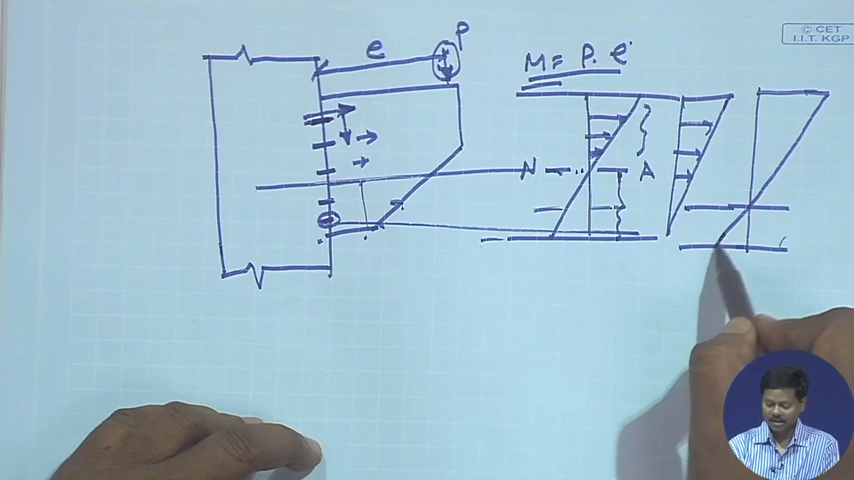 © CET
I.I.T. KGP
P
e
M = P. e
N
A